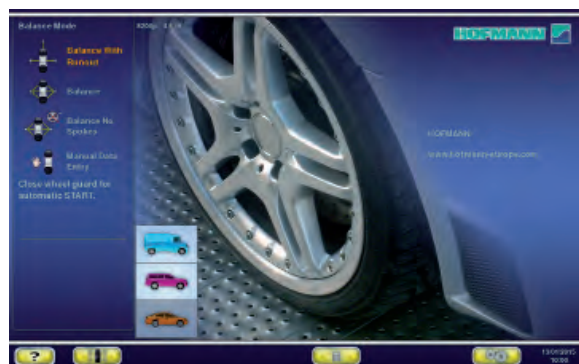 Balance Mode
Balance With
Runout
Balance
Balance No.
Spokes
Manual Data
Entry
Close wheel guard for
automatic START.
HOFMANN
HOFMANN
?